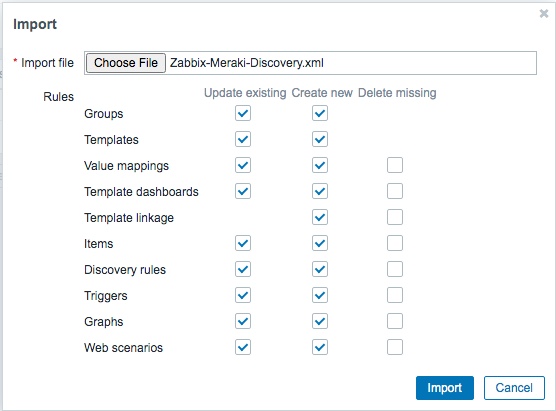 Import
* Import file Choose File Zabbix-Meraki-Discovery.xml
Rules Update existing Create new Delete missing
Groups
Templates
Value mappings
Template dashboards
Template linkage
Items
Discovery rules
Triggers
Graphs
Web scenarios
Import Cancel